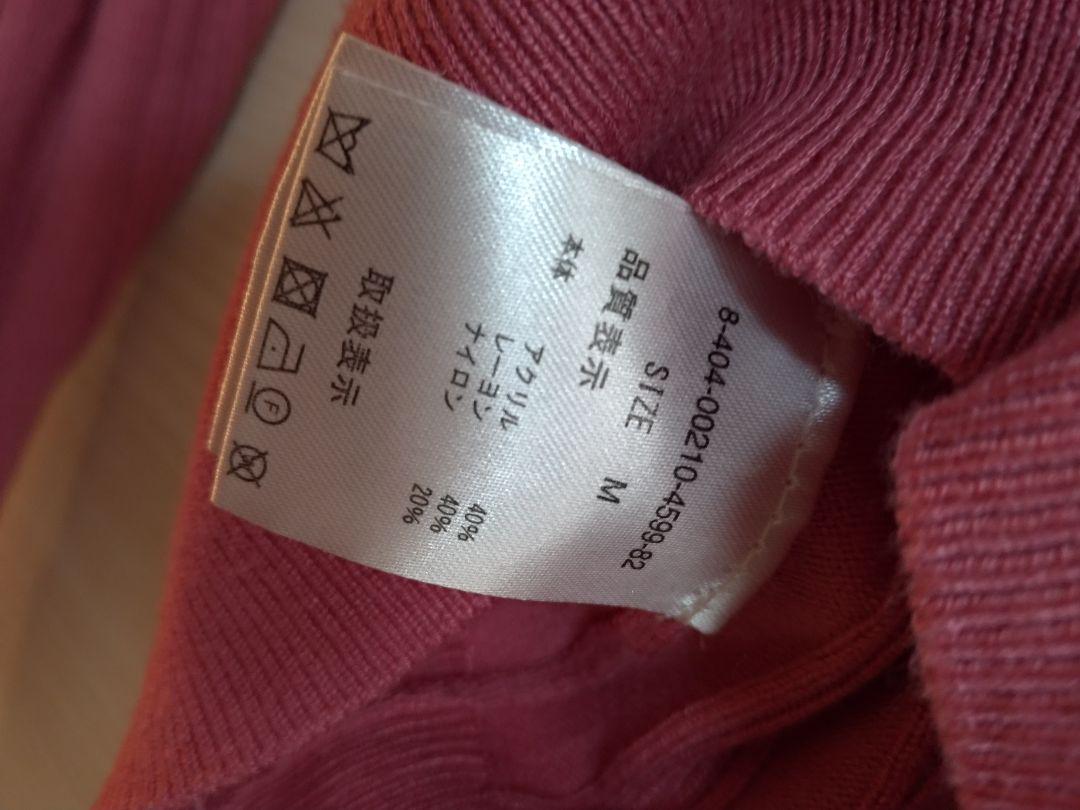 8-404-00210-4599-82
SIZE M
品質表示
本体
アクリル 40%
レーヨン 40%
ナイロン 20%
取扱表示
F